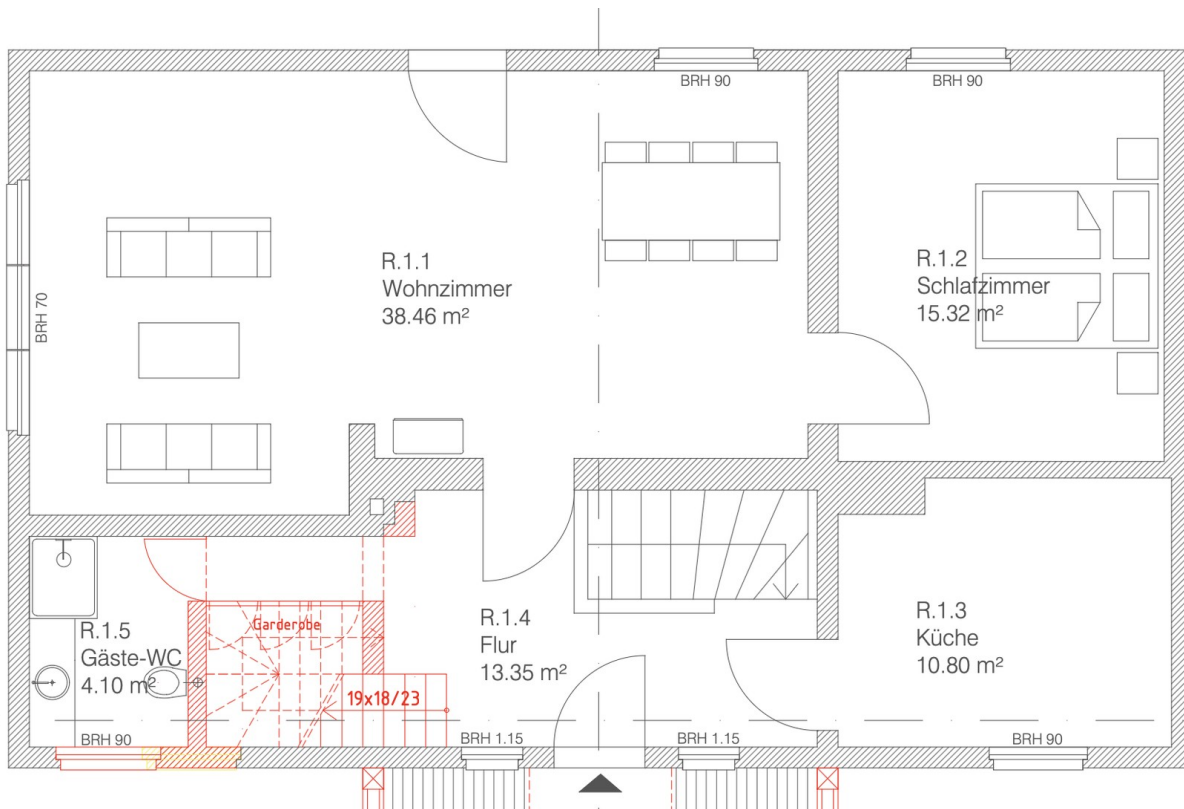 BRH 90
BRH 90
BRH 70
R.1.1
Wohnzimmer
38.46 m²
R.1.2
Schlafzimmer
15.32 m²
Garderobe
R.1.5
Gäste-WC
4.10 m²
R.1.4
Flur
13.35 m²
R.1.3
Küche
10.80 m²
19x18/23
BRH 90
BRH 1.15
BRH 1.15
BRH 90